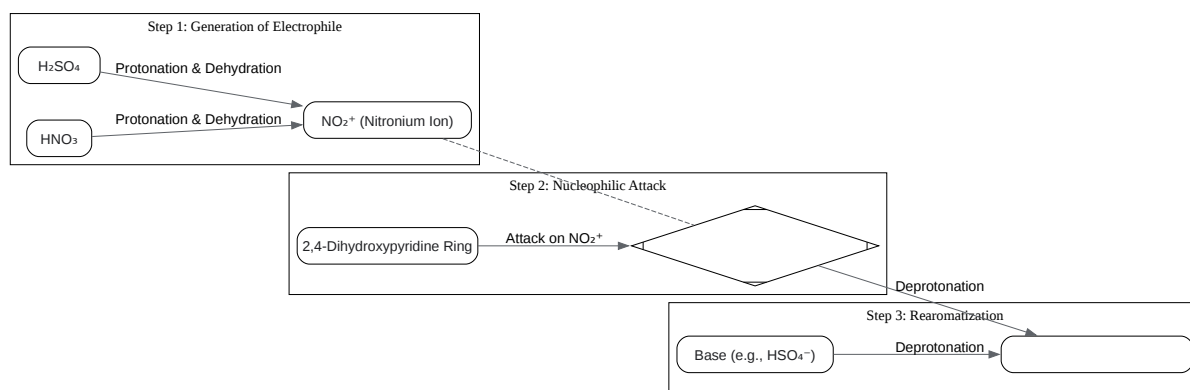 Step 1: Generation of Electrophile
H₂SO₄
Protonation & Dehydration
HNO₃
Protonation & Dehydration
NO₂⁺ (Nitronium Ion)
Step 2: Nucleophilic Attack
2,4-Dihydroxypyridine Ring
Attack on NO₂⁺
Deprotonation
Step 3: Rearomatization
Base (e.g., HSO₄⁻)
Deprotonation